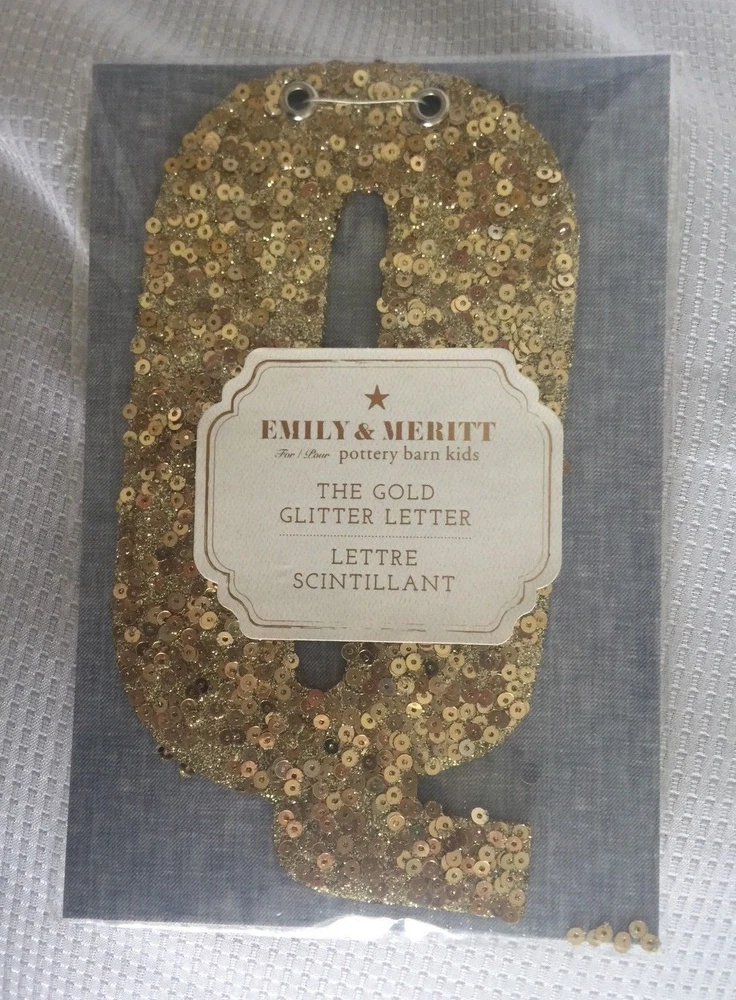 Q
EMILY & MERITT
For / Pour pottery barn kids
THE GOLD
GLITTER LETTER
LETTRE
SCINTILLANT